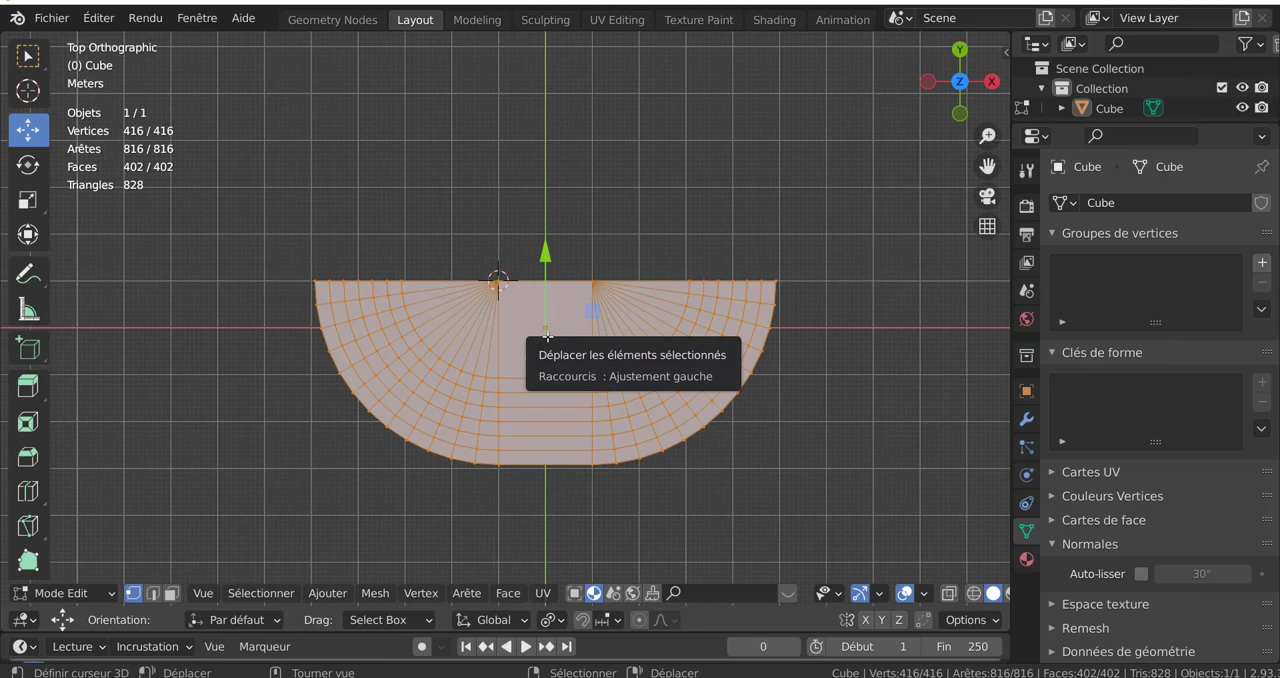 Fichier Éditer Rendu Fenêtre Aide Geometry Nodes Layout Modeling Sculpting UV Editing Texture Paint Shading Animation Scene View Layer
Top Orthographic
(0) Cube
Meters
Objets 1 / 1
Vertices 416 / 416
Arêtes 816 / 816
Faces 402 / 402
Triangles 828
Y
Z
X
Déplacer les éléments sélectionnés
Raccourcis : Ajustement gauche
Scene Collection
Collection
Cube
Cube Cube
Cube
Groupes de vertices
Clés de forme
Cartes UV
Couleurs Vertices
Cartes de face
Normales
Auto-lisser 30°
Espace texture
Remesh
Données de géométrie
Mode Edit Vue Sélectionner Ajouter Mesh Vertex Arête Face UV
Orientation: Par défaut Drag: Select Box Global X Y Z Options
Lecture Incrustation Vue Marqueur 0 Début 1 Fin 250
Définir curseur 3D Déplacer Tourner vue Sélectionner Déplacer Cube | Verts:416/416 | Arêtes:816/816 | Faces:402/402 | Tris:828 | Objects:1/1 | 2.93.1